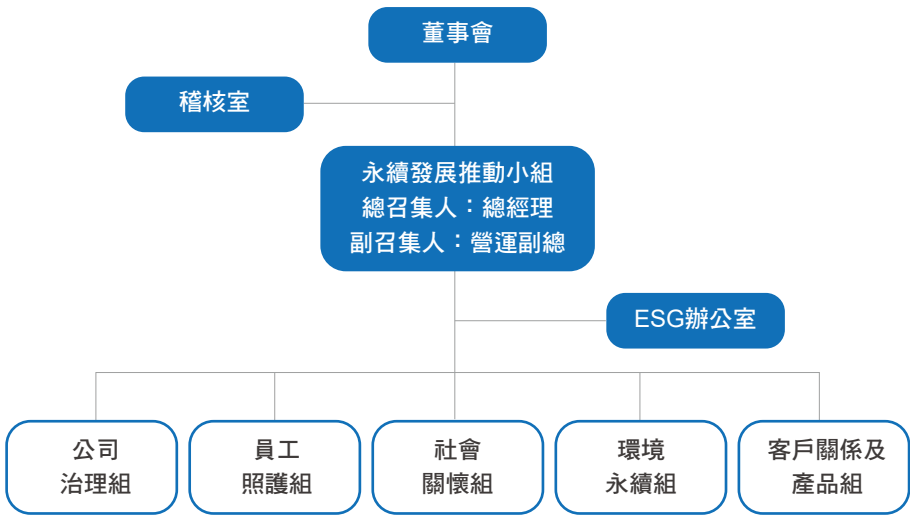 董事會
稽核室
永續發展推動小組
總召集人：總經理
副召集人：營運副總
ESG辦公室
公司
治理組
員工
照護組
社會
關懷組
環境
永續組
客戶關係及
產品組